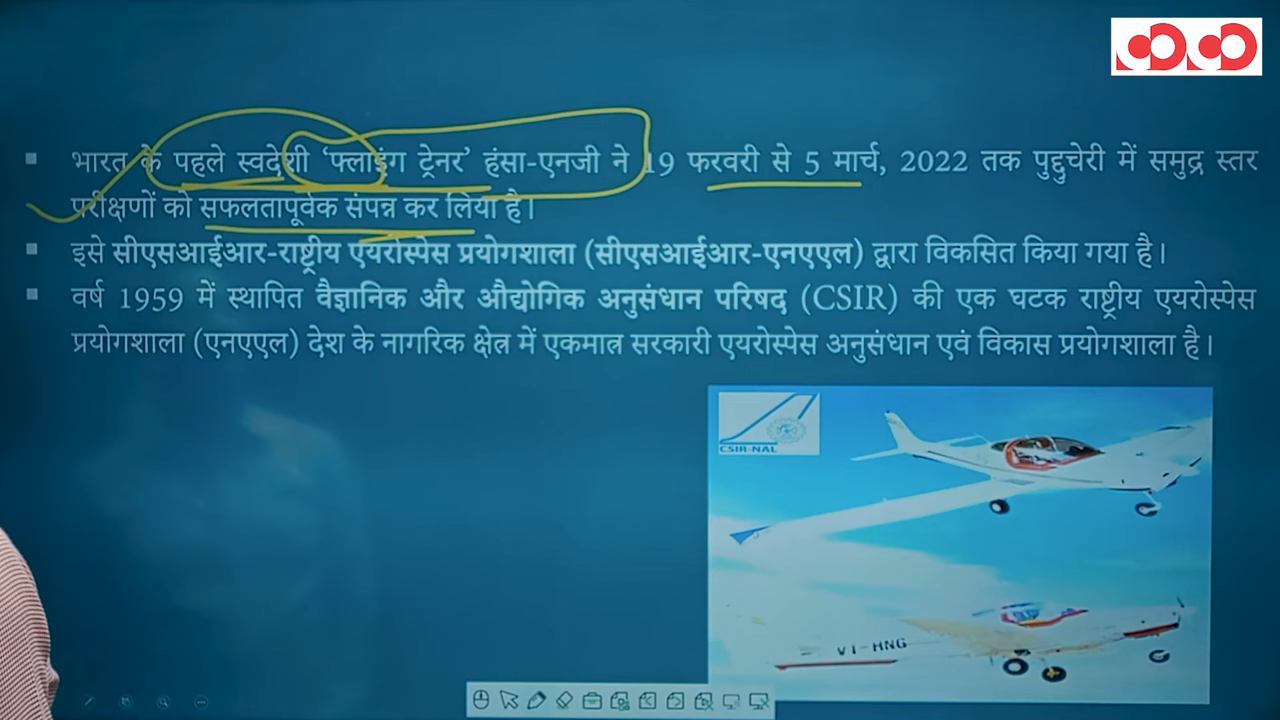 भारत के पहले स्वदेशी ‘फ्लाइंग ट्रेनर’ हंसा-एनजी ने 19 फरवरी से 5 मार्च, 2022 तक पुद्दुचेरी में समुद्र स्तर
परीक्षणों को सफलतापूर्वक संपन्न कर लिया है।
इसे सीएसआईआर-राष्ट्रीय एयरोस्पेस प्रयोगशाला (सीएसआईआर-एनएएल) द्वारा विकसित किया गया है।
वर्ष 1959 में स्थापित वैज्ञानिक और औद्योगिक अनुसंधान परिषद (CSIR) की एक घटक राष्ट्रीय एयरोस्पेस
प्रयोगशाला (एनएएल) देश के नागरिक क्षेत्र में एकमात्र सरकारी एयरोस्पेस अनुसंधान एवं विकास प्रयोगशाला है।
CSIR-NAL
VT-HNG